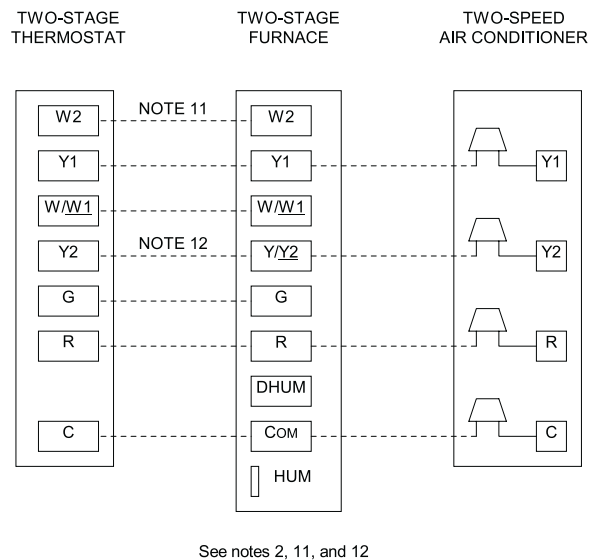 TWO-STAGE THERMOSTAT
TWO-STAGE FURNACE
TWO-SPEED AIR CONDITIONER
W2 NOTE 11 W2
Y1 Y1 Y1
W/W1 W/W1
Y2 NOTE 12 Y/Y2 Y2
G G
R R R
DHUM
C COM C
HUM
See notes 2, 11, and 12